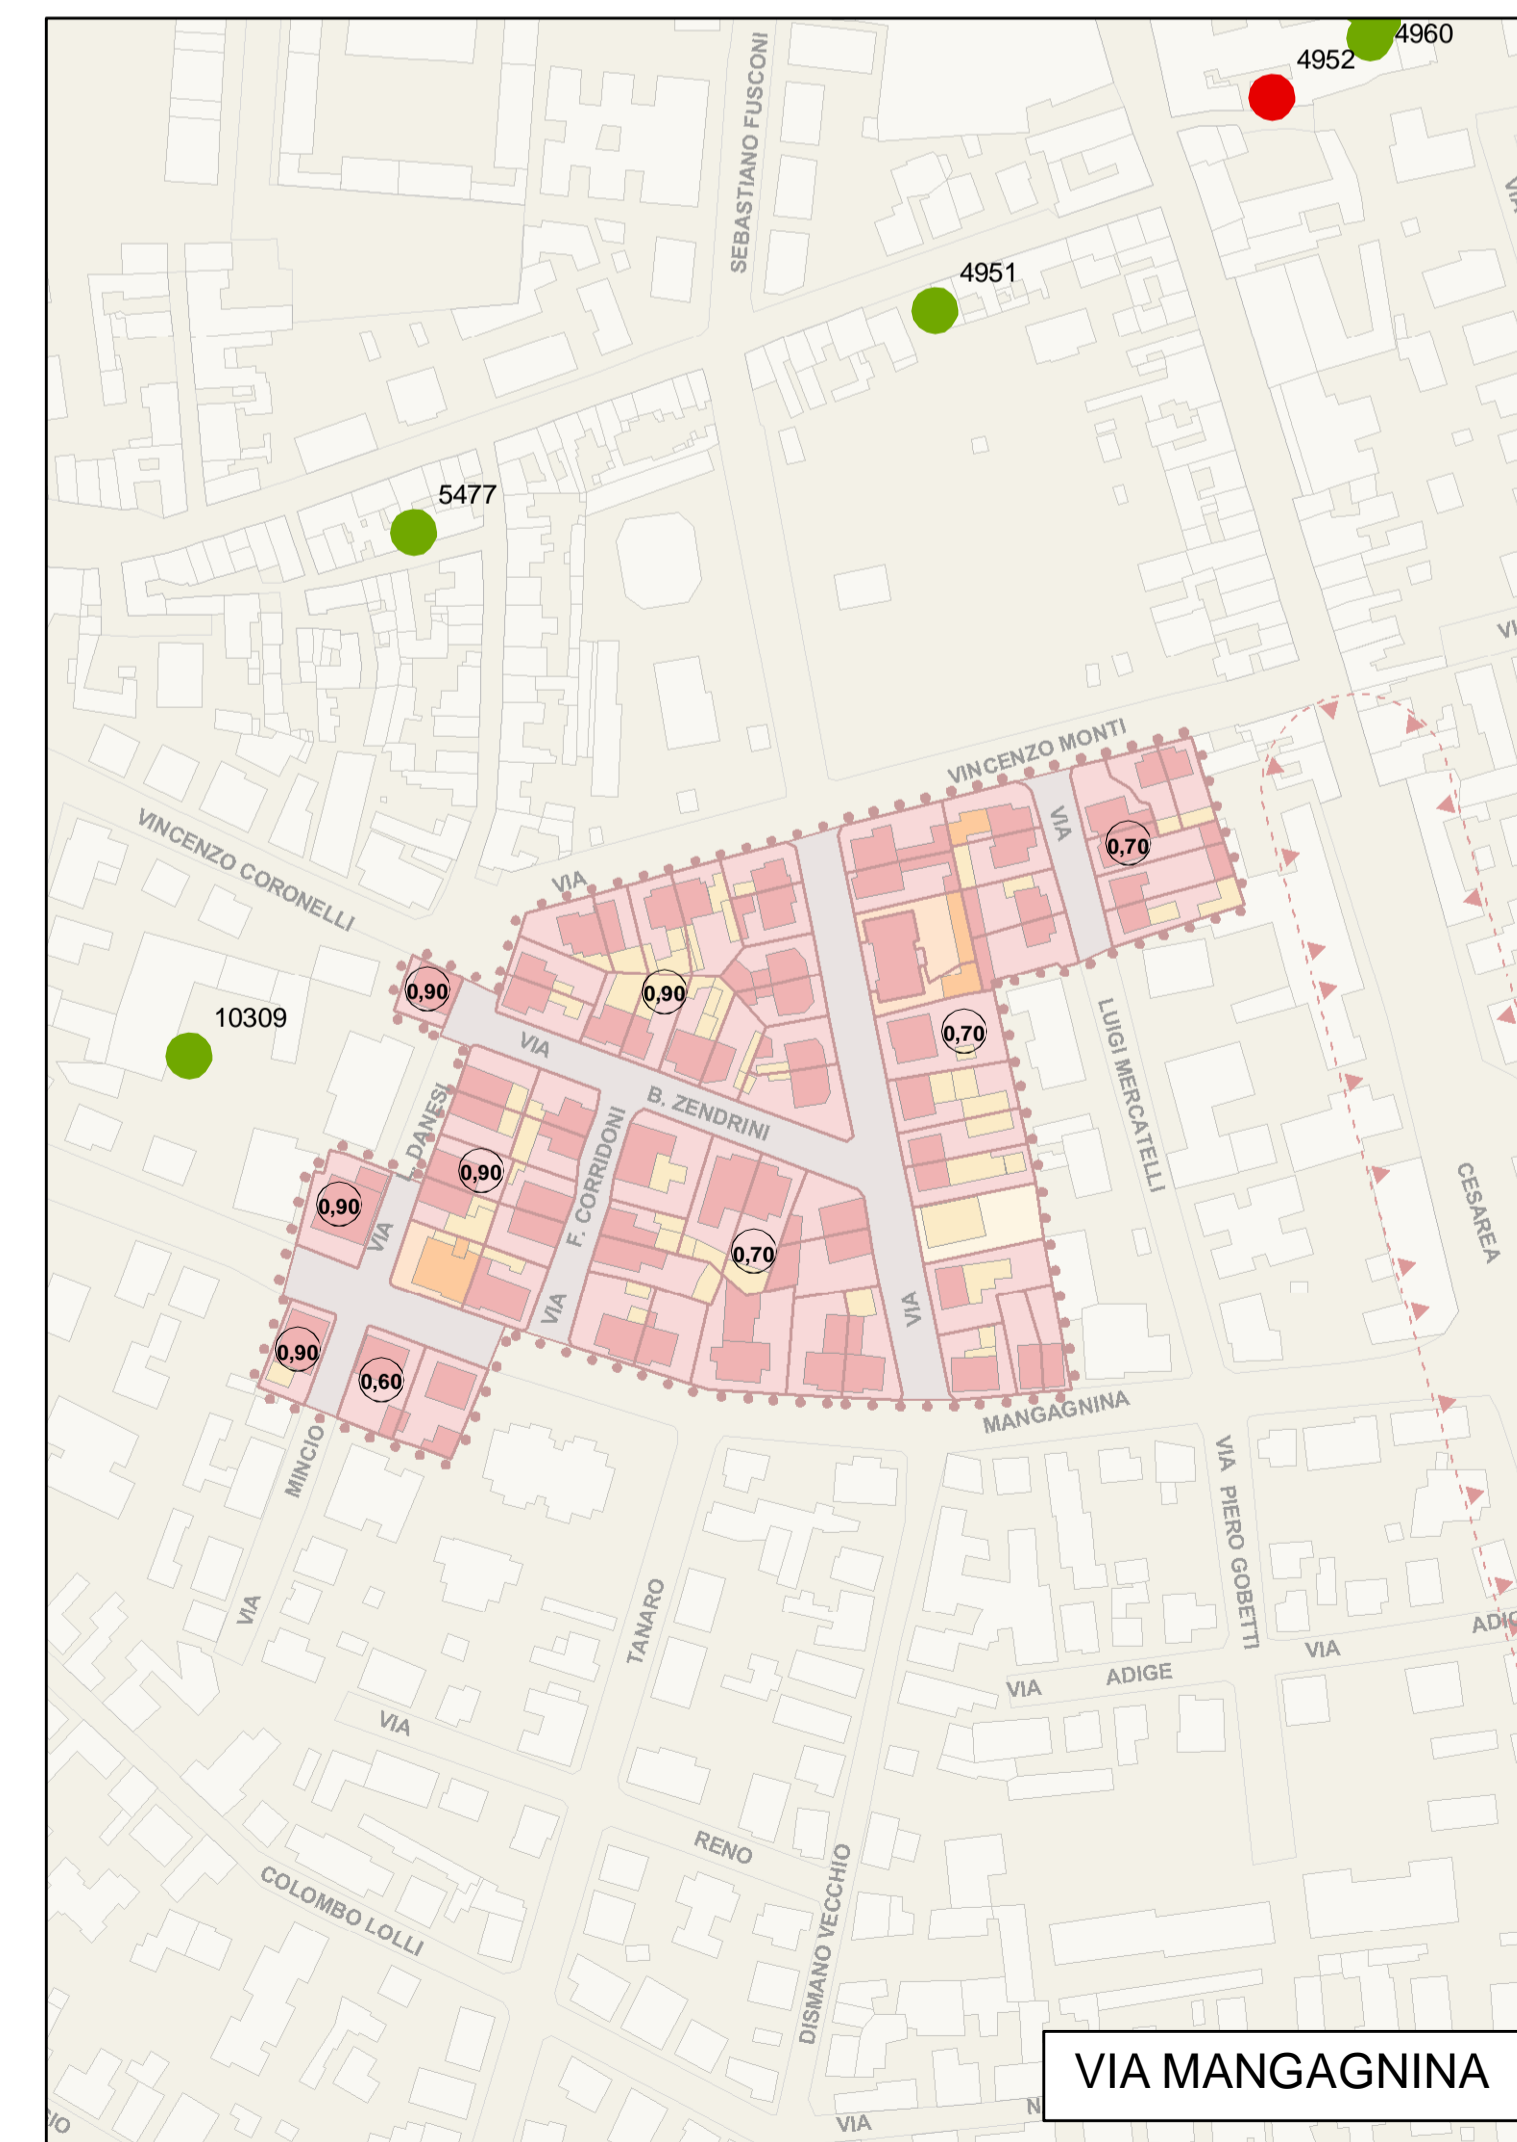 4960
4952
SEBASTIANO FUSCONI
4951
5477
VINCENZO MONTI
VIA
VINCENZO CORONELLI
VIA
0,70
0,90
0,90
0,70
10309
VIA
LUIGI MERCATELLI
B. ZENDRINI
L. DANESI
F. CORRIDONI
0,90
0,90
VIA
0,70
CESAREA
VIA
VIA
0,90
0,60
MANGAGNINA
MINCIO
VIA PIERO GOBETTI
VIA
TANARO
VIA
ADIGE
VIA
VIA
RENO
COLOMBO LOLLI
DISMANO VECCHIO
VIA MANGAGNINA
VIA